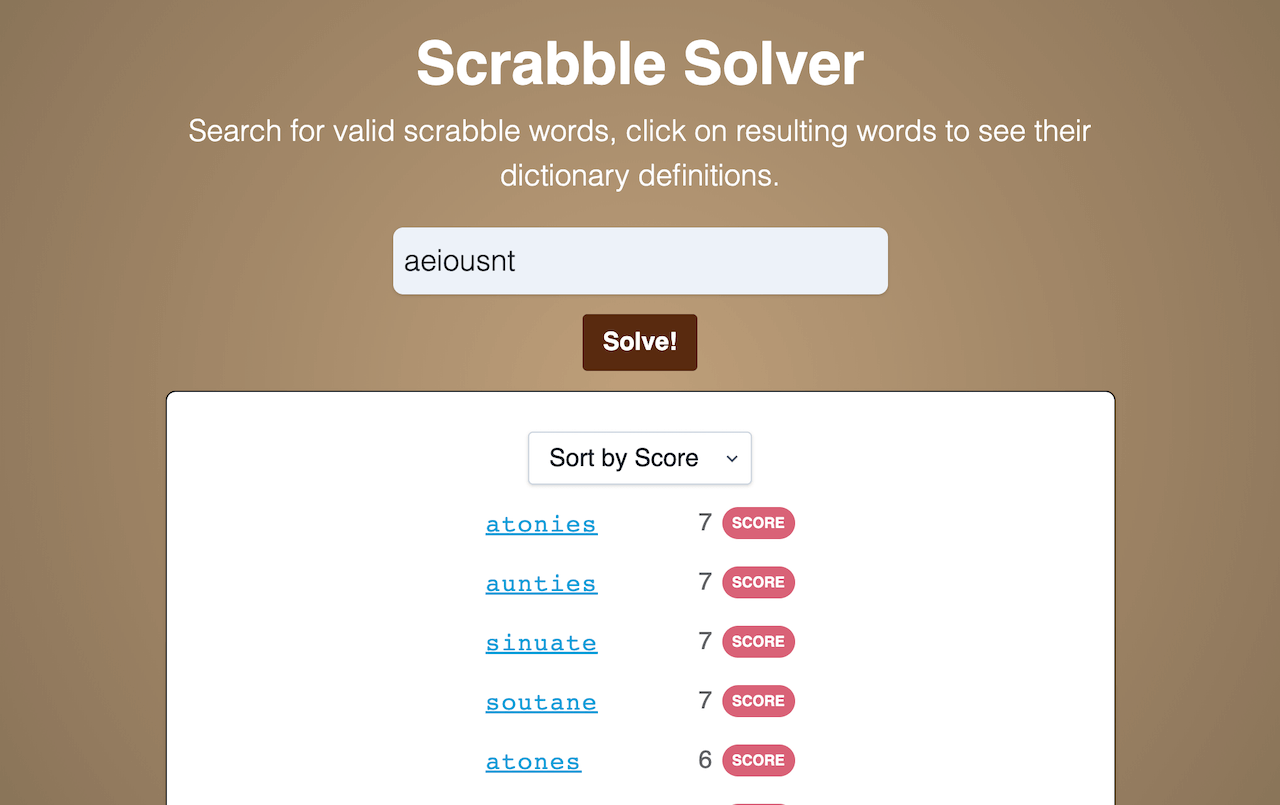 Scrabble Solver
Search for valid scrabble words, click on resulting words to see their
dictionary definitions.
aeiousnt
Solve!
Sort by Score
atonies 7 SCORE
aunties 7 SCORE
sinuate 7 SCORE
soutane 7 SCORE
atones 6 SCORE